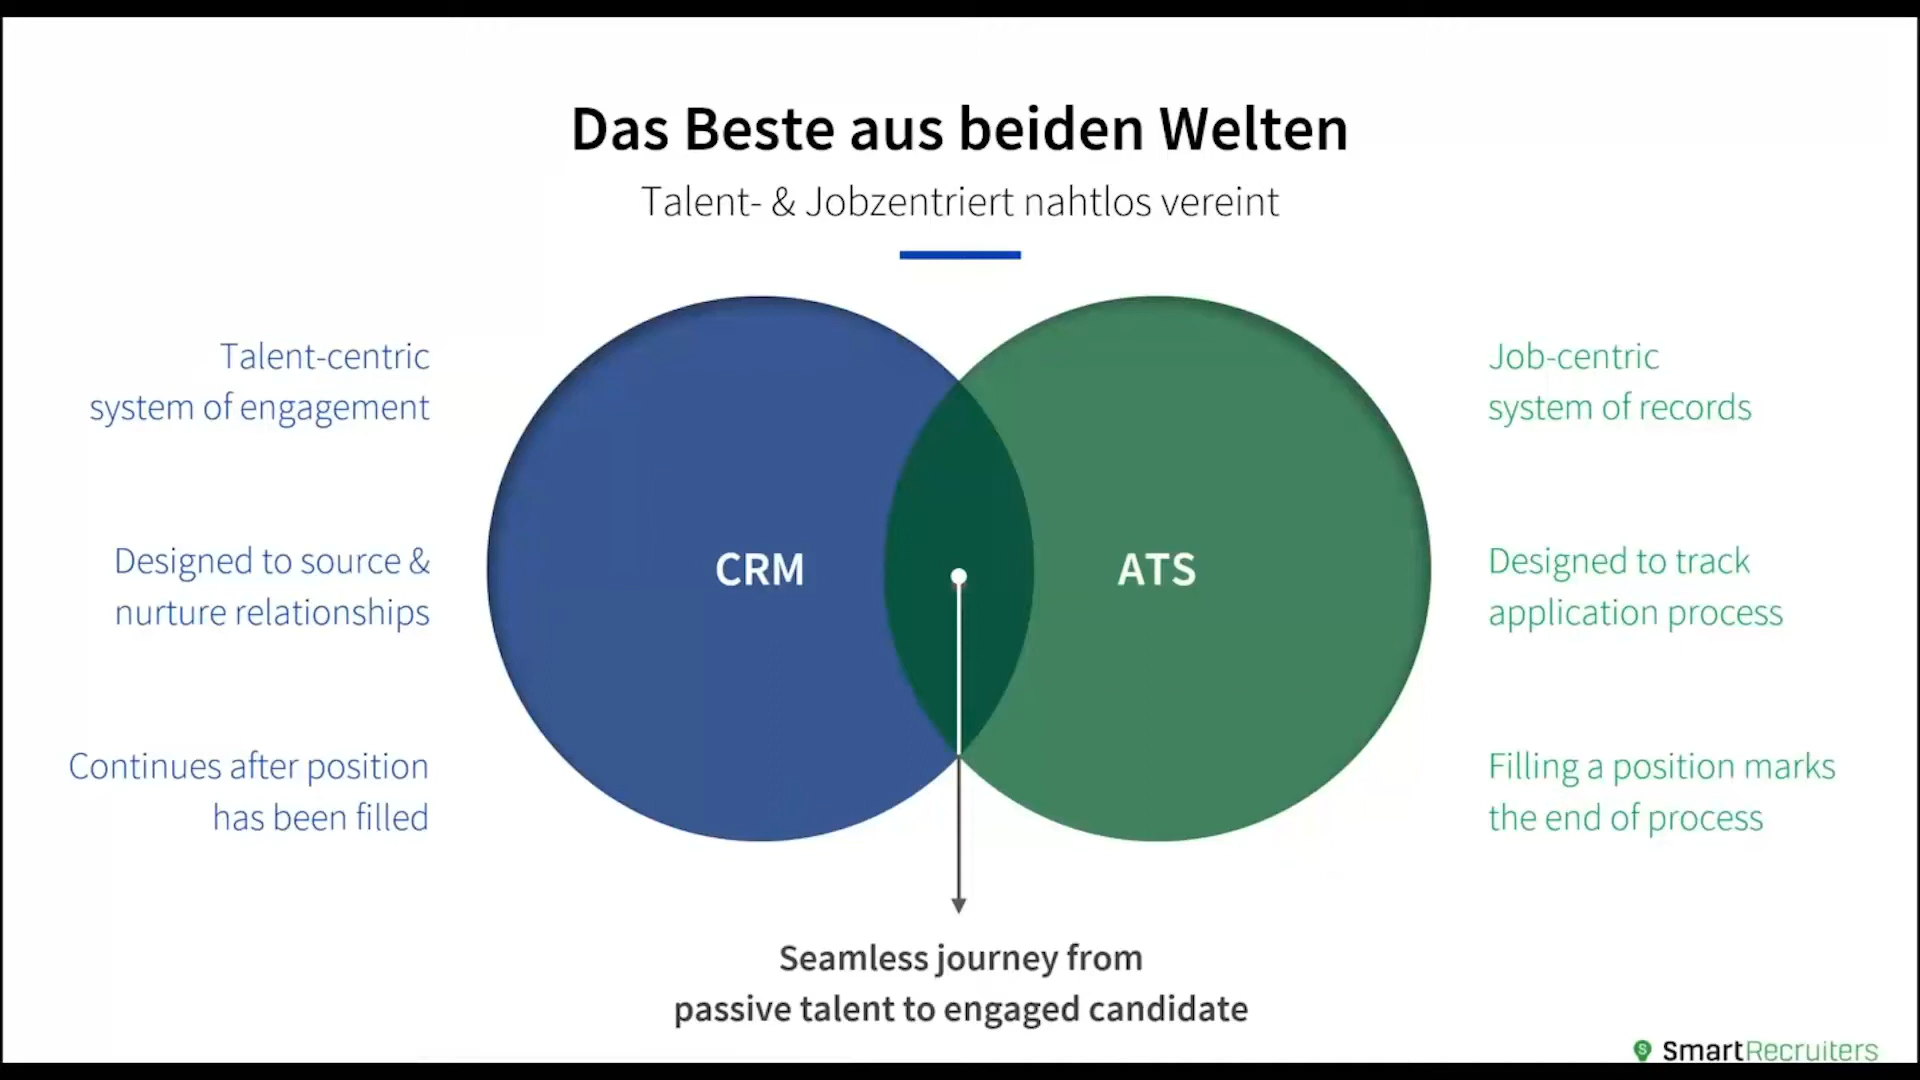 Das Beste aus beiden Welten
Talent- & Jobzentriert nahtlos vereint
Talent-centric
system of engagement
Designed to source &
nurture relationships
Continues after position
has been filled
CRM
ATS
Job-centric
system of records
Designed to track
application process
Filling a position marks
the end of process
Seamless journey from
passive talent to engaged candidate
S SmartRecruiters